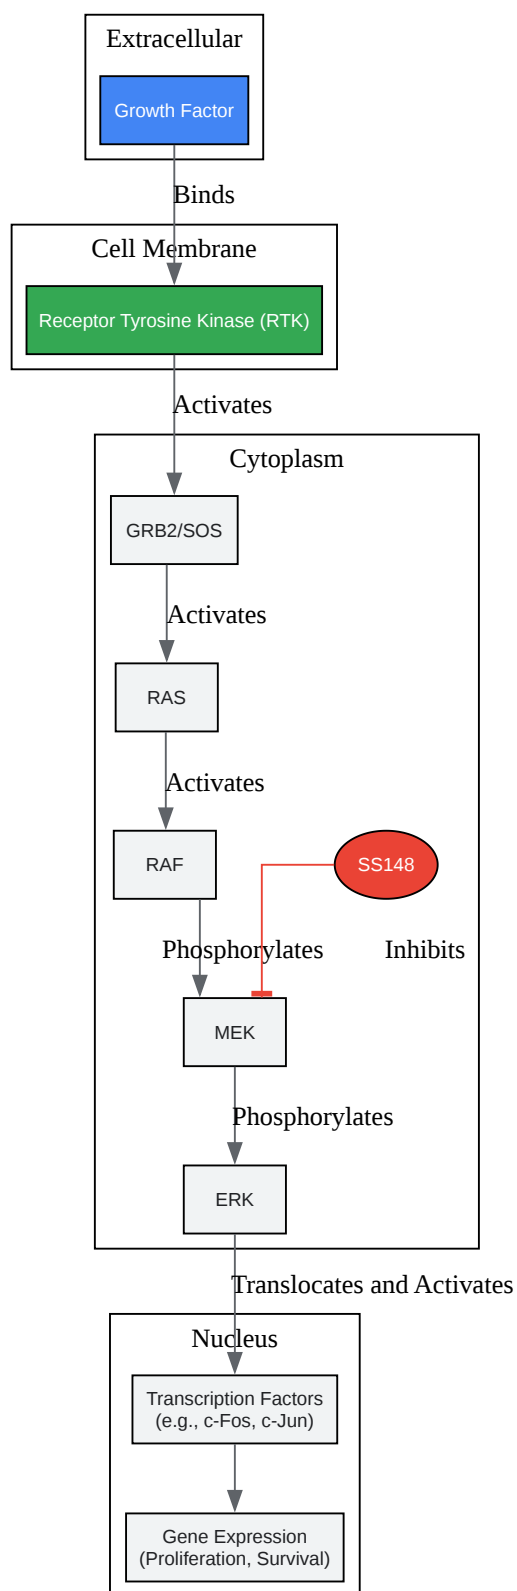 Extracellular
Growth Factor
Binds
Cell Membrane
Receptor Tyrosine Kinase (RTK)
Activates
Cytoplasm
GRB2/SOS
Activates
RAS
Activates
RAF
SS148
Phosphorylates
Inhibits
MEK
Phosphorylates
ERK
Translocates and Activates
Nucleus
Transcription Factors
(e.g., c-Fos, c-Jun)
Gene Expression
(Proliferation, Survival)